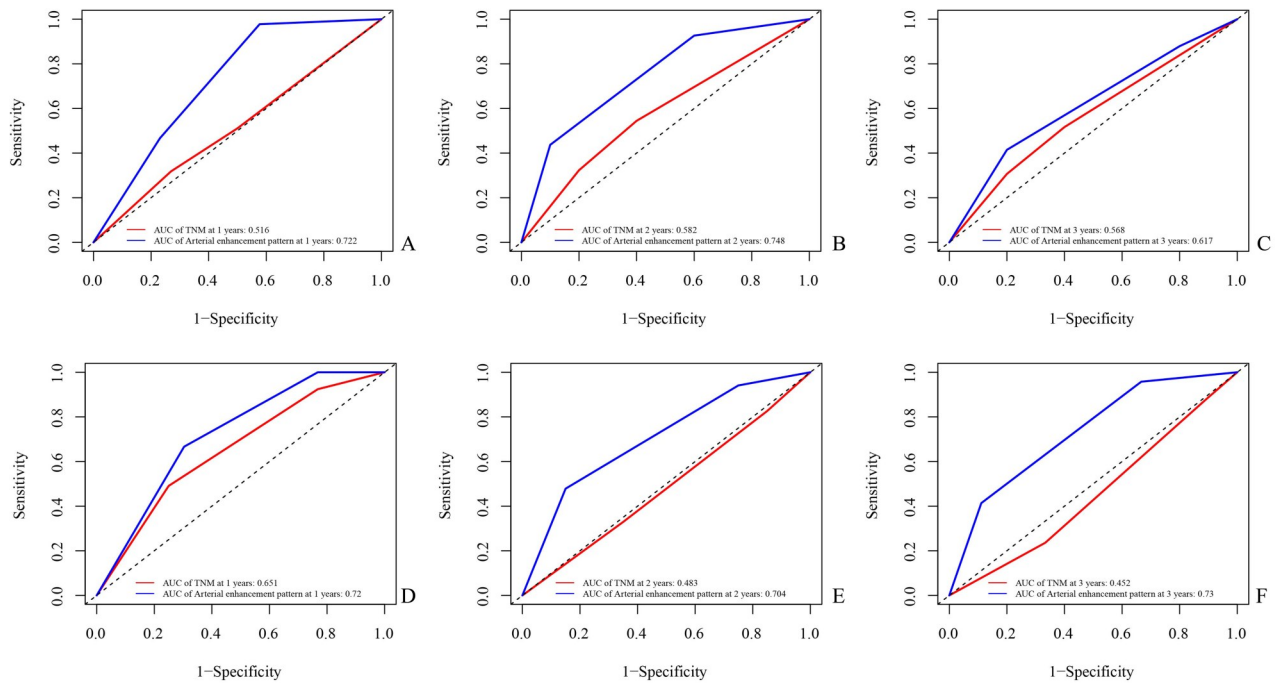 1.0
0.8
0.6
0.4
0.2
0.0
Sensitivity
AUC of TNM at 1 years: 0.516
AUC of Arterial enhancement pattern at 1 years: 0.722
0.0 0.2 0.4 0.6 0.8 1.0
1−Specificity
A
1.0
0.8
0.6
0.4
0.2
0.0
Sensitivity
AUC of TNM at 2 years: 0.582
AUC of Arterial enhancement pattern at 2 years: 0.748
0.0 0.2 0.4 0.6 0.8 1.0
1−Specificity
B
1.0
0.8
0.6
0.4
0.2
0.0
Sensitivity
AUC of TNM at 3 years: 0.568
AUC of Arterial enhancement pattern at 3 years: 0.617
0.0 0.2 0.4 0.6 0.8 1.0
1−Specificity
C
1.0
0.8
0.6
0.4
0.2
0.0
Sensitivity
AUC of TNM at 1 years: 0.651
AUC of Arterial enhancement pattern at 1 years: 0.72
0.0 0.2 0.4 0.6 0.8 1.0
1−Specificity
D
1.0
0.8
0.6
0.4
0.2
0.0
Sensitivity
AUC of TNM at 2 years: 0.483
AUC of Arterial enhancement pattern at 2 years: 0.704
0.0 0.2 0.4 0.6 0.8 1.0
1−Specificity
E
1.0
0.8
0.6
0.4
0.2
0.0
Sensitivity
AUC of TNM at 3 years: 0.452
AUC of Arterial enhancement pattern at 3 years: 0.73
0.0 0.2 0.4 0.6 0.8 1.0
1−Specificity
F